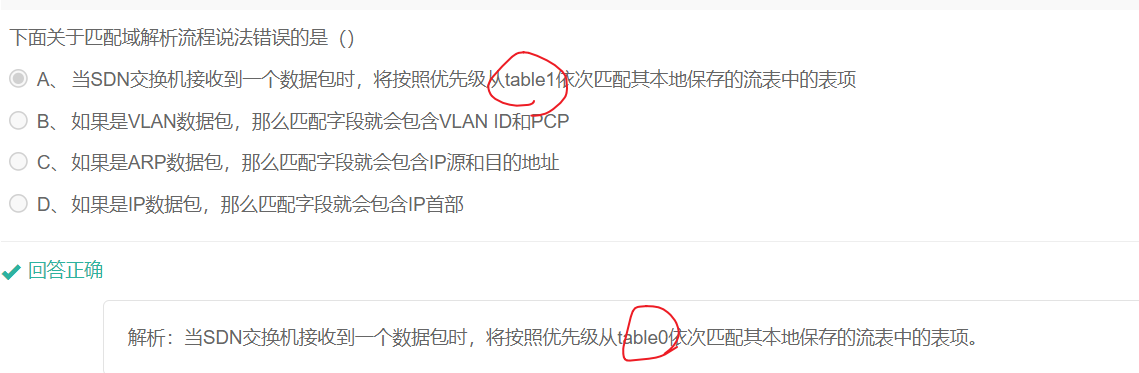 下面关于匹配域解析流程说法错误的是（）
A、 当SDN交换机接收到一个数据包时，将按照优先级从table1依次匹配其本地保存的流表中的表项
B、 如果是VLAN数据包，那么匹配字段就会包含VLAN ID和PCP
C、 如果是ARP数据包，那么匹配字段就会包含IP源和目的地址
D、 如果是IP数据包，那么匹配字段就会包含IP首部
回答正确
解析：当SDN交换机接收到一个数据包时，将按照优先级从table0依次匹配其本地保存的流表中的表项。